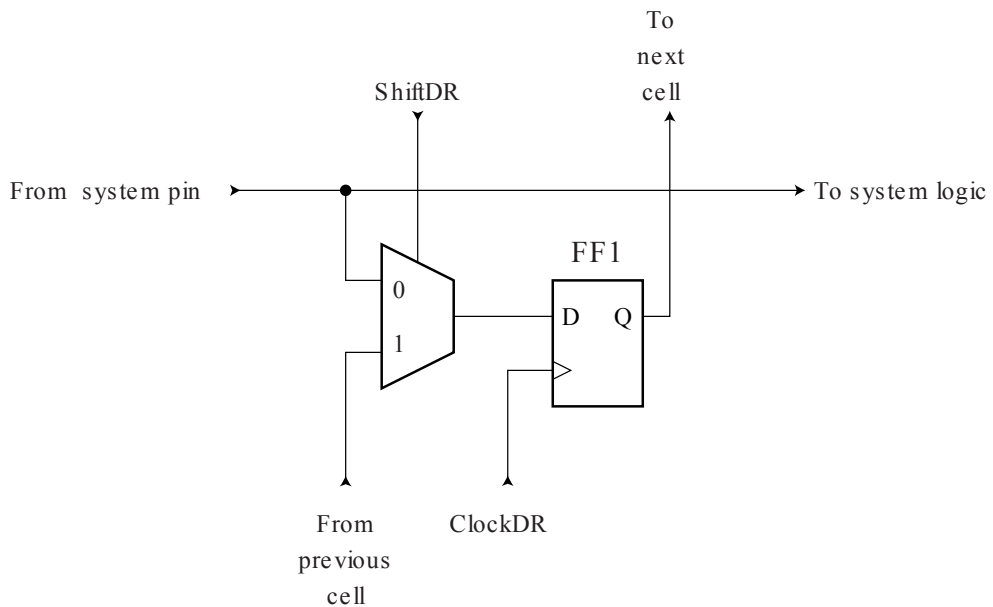 To
next
cell
ShiftDR
From system pin
To system logic
FF1
0
D Q
1
From
previous
cell
ClockDR